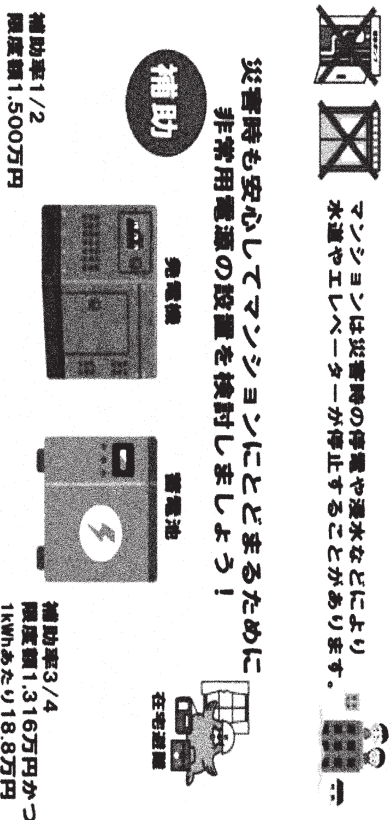 マンションは災害時の停電や浸水などにより
水道やエレベーターが停止することがあります。
災害時も安心してマンションにとどまるために
非常用電源の設置を検討しましょう！
在宅避難
補助
発電機
蓄電池
補助率1/2
限度額1,500万円
補助率3/4
限度額1,316万円かつ
1kWhあたり18.8万円